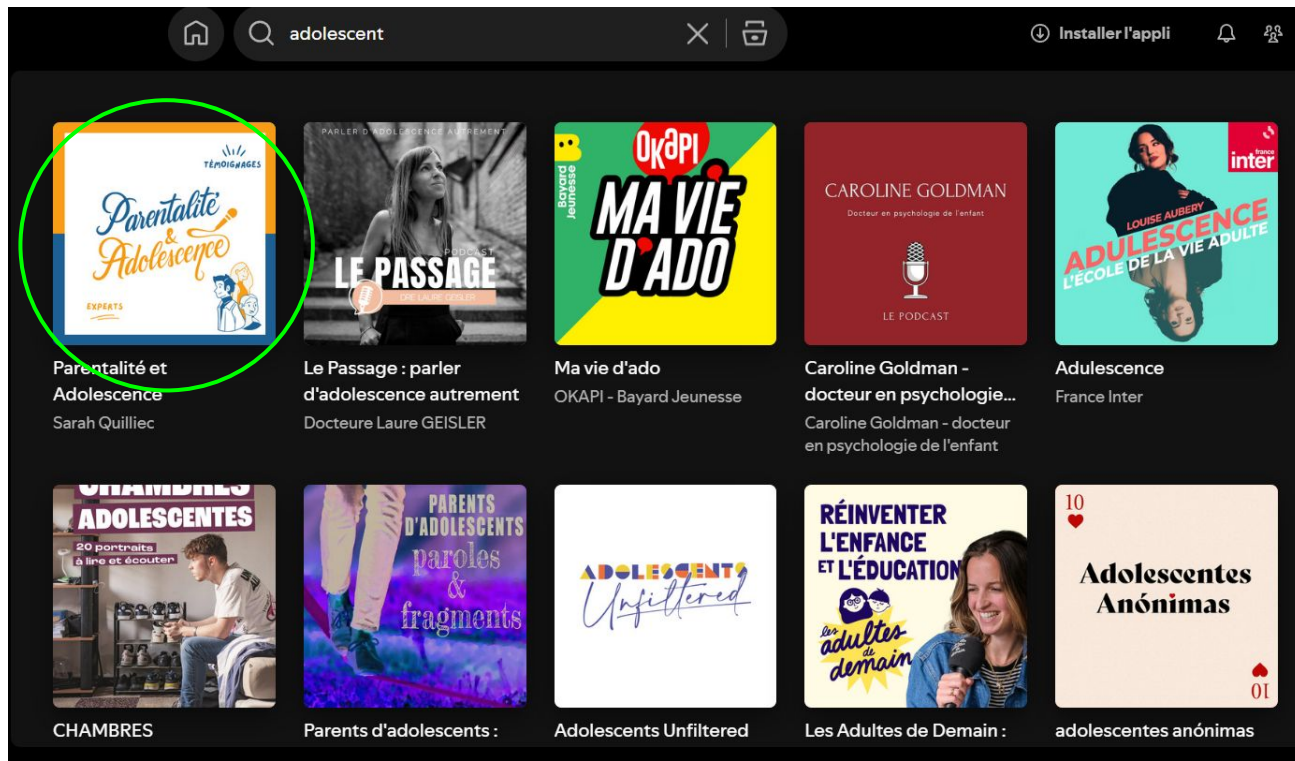 adolescent
Installer l'appli
TÉMOIGNAGES
Parentalité
&
Adolescence
EXPERTS
PARLER D'ADOLESCENCE AUTREMENT
PODCAST
LE PASSAGE
DRE LAURE GEISLER
Bayard
Jeunesse
OKAPI
MA VIE
D'ADO
CAROLINE GOLDMAN
Docteur en psychologie de l'enfant
LE PODCAST
france
inter
LOUISE AUBERY
ADULESCENCE
L'ÉCOLE DE LA VIE ADULTE
Parentalité et
Adolescence
Sarah Quilliec
Le Passage : parler
d'adolescence autrement
Docteure Laure GEISLER
Ma vie d'ado
OKAPI - Bayard Jeunesse
Caroline Goldman -
docteur en psychologie...
Caroline Goldman - docteur
en psychologie de l'enfant
Adulescence
France Inter
CHAMBRES
ADOLESCENTES
20 portraits
à lire et écouter
PARENTS
D'ADOLESCENTS
paroles
&
fragments
ADOLESCENTS
Unfiltered
RÉINVENTER
L'ENFANCE
ET L'ÉDUCATION
les
adultes
de
demain
10
Adolescentes
Anónimas
10
CHAMBRES
Parents d'adolescents :
Adolescents Unfiltered
Les Adultes de Demain :
adolescentes anónimas